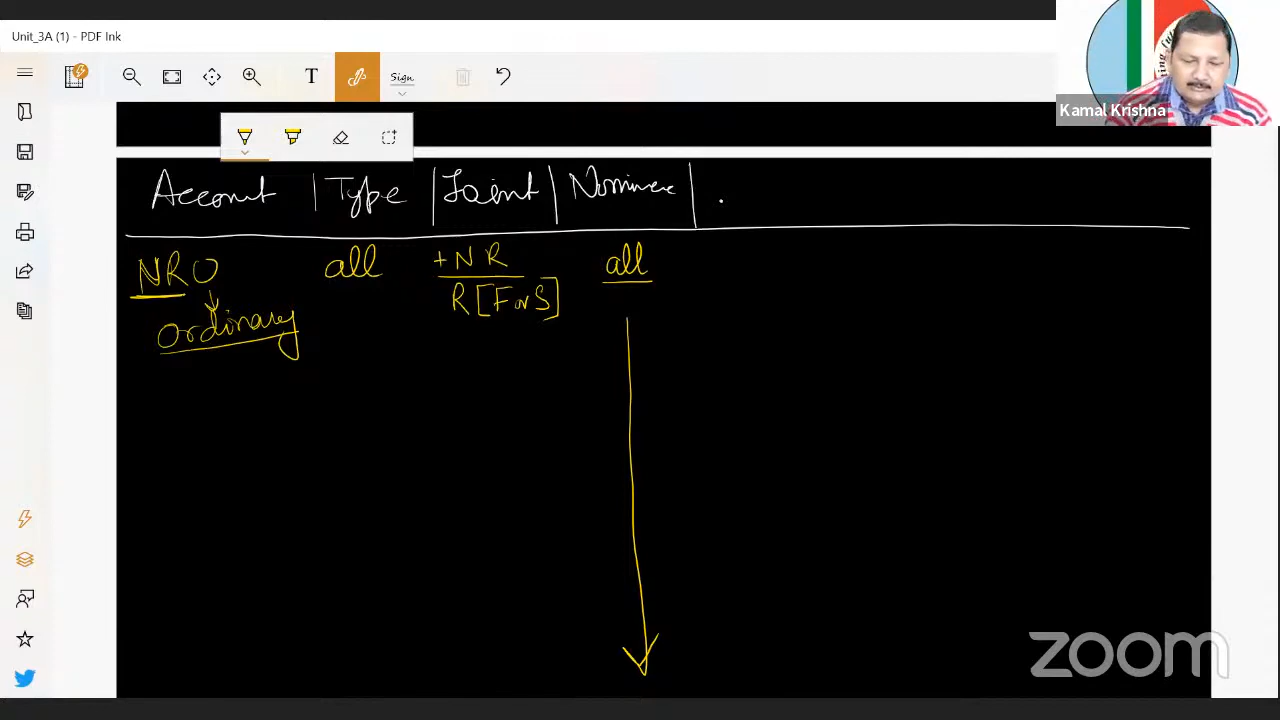 Unit_3A (1) - PDF Ink
T
Sign
Kamal Krishna
Account | Type | Joint | Nominee | .
NRO all +NR all
Ordinary R [F or S]
zoom